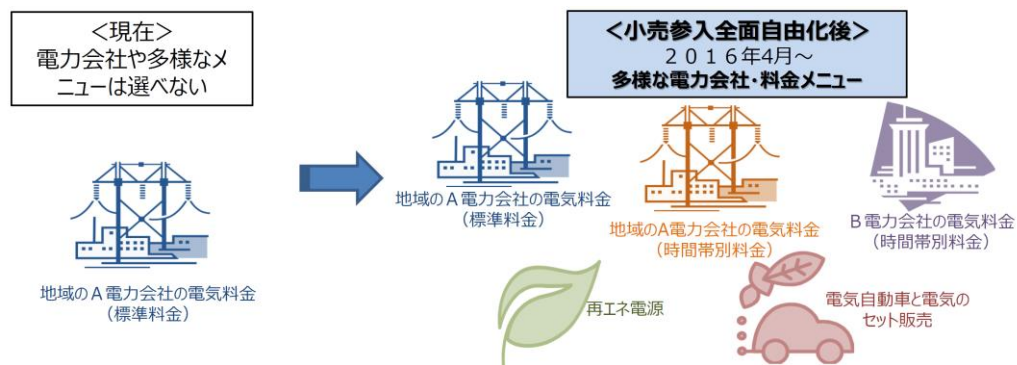 ＜現在＞
電力会社や多様なメ
ニューは選べない
地域のＡ電力会社の電気料金
（標準料金）
＜小売参入全面自由化後＞
２０１６年4月～
多様な電力会社・料金メニュー
地域のＡ電力会社の電気料金
（標準料金）
地域のA電力会社の電気料金
（時間帯別料金）
Ｂ電力会社の電気料金
（時間帯別料金）
再エネ電源
電気自動車と電気の
セット販売